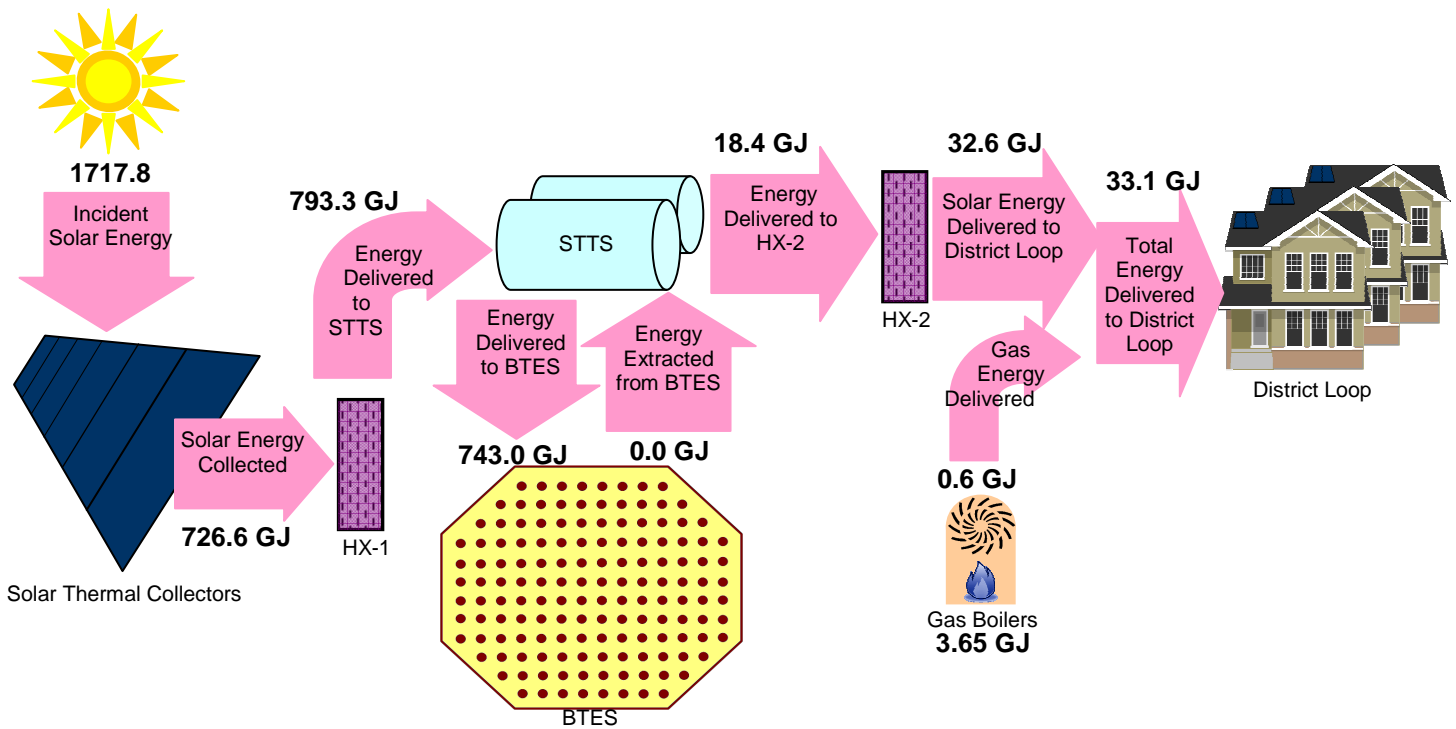 1717.8
Incident
Solar Energy
Solar Thermal Collectors
Solar Energy
Collected
726.6 GJ
HX-1
793.3 GJ
Energy
Delivered
to
STTS
STTS
Energy
Delivered
to BTES
743.0 GJ
Energy
Extracted
from BTES
0.0 GJ
BTES
18.4 GJ
Energy
Delivered to
HX-2
HX-2
32.6 GJ
Solar Energy
Delivered to
District Loop
Gas
Energy
Delivered
0.6 GJ
Gas Boilers
3.65 GJ
33.1 GJ
Total
Energy
Delivered
to District
Loop
District Loop